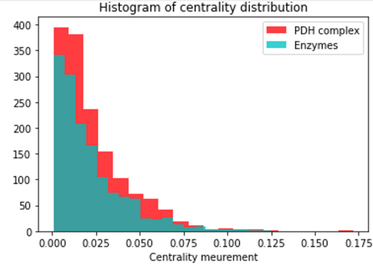 Histogram of centrality distribution
PDH complex
Enzymes
400
350
300
250
200
150
100
50
0
0.000 0.025 0.050 0.075 0.100 0.125 0.150 0.175
Centrality meurement